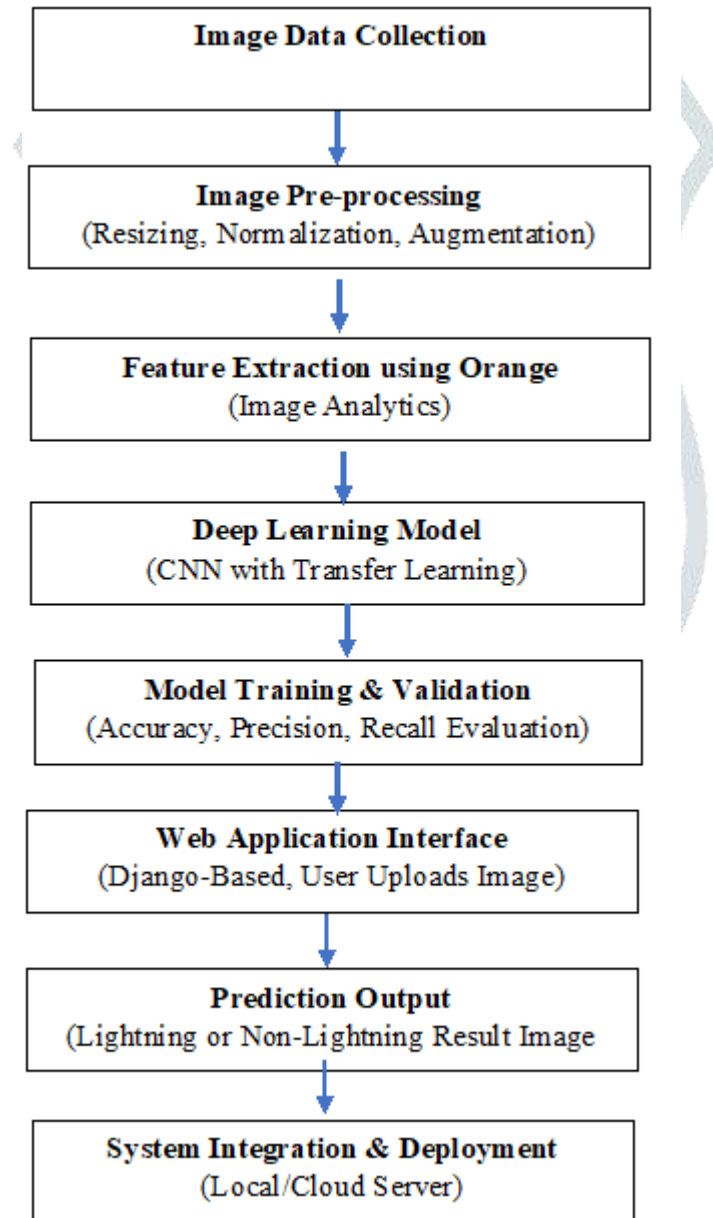 Image Data Collection
Image Pre-processing
(Resizing, Normalization, Augmentation)
Feature Extraction using Orange
(Image Analytics)
Deep Learning Model
(CNN with Transfer Learning)
Model Training & Validation
(Accuracy, Precision, Recall Evaluation)
Web Application Interface
(Django-Based, User Uploads Image)
Prediction Output
(Lightning or Non-Lightning Result Image
System Integration & Deployment
(Local/Cloud Server)